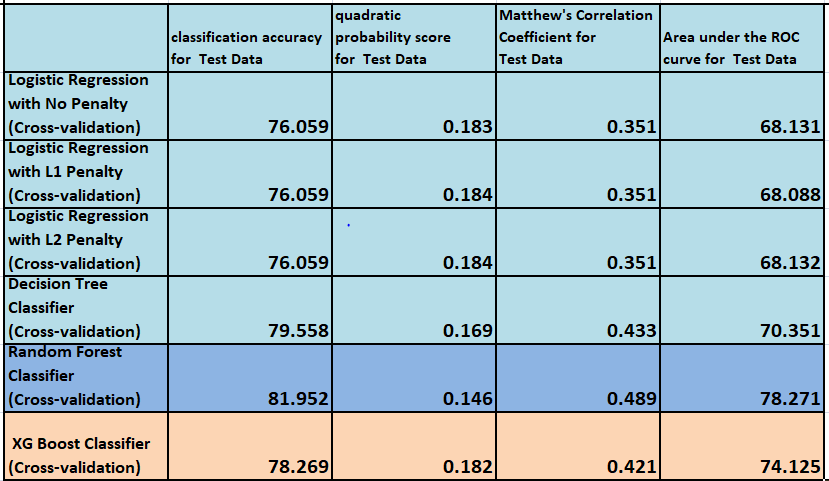 classification accuracy
for Test Data
quadratic
probability score
for Test Data
Matthew's Correlation
Coefficient for
Test Data
Area under the ROC
curve for Test Data
Logistic Regression
with No Penalty
(Cross-validation)
76.059
0.183
0.351
68.131
Logistic Regression
with L1 Penalty
(Cross-validation)
76.059
0.184
0.351
68.088
Logistic Regression
with L2 Penalty
(Cross-validation)
76.059
0.184
0.351
68.132
Decision Tree
Classifier
(Cross-validation)
79.558
0.169
0.433
70.351
Random Forest
Classifier
(Cross-validation)
81.952
0.146
0.489
78.271
XG Boost Classifier
(Cross-validation)
78.269
0.182
0.421
74.125